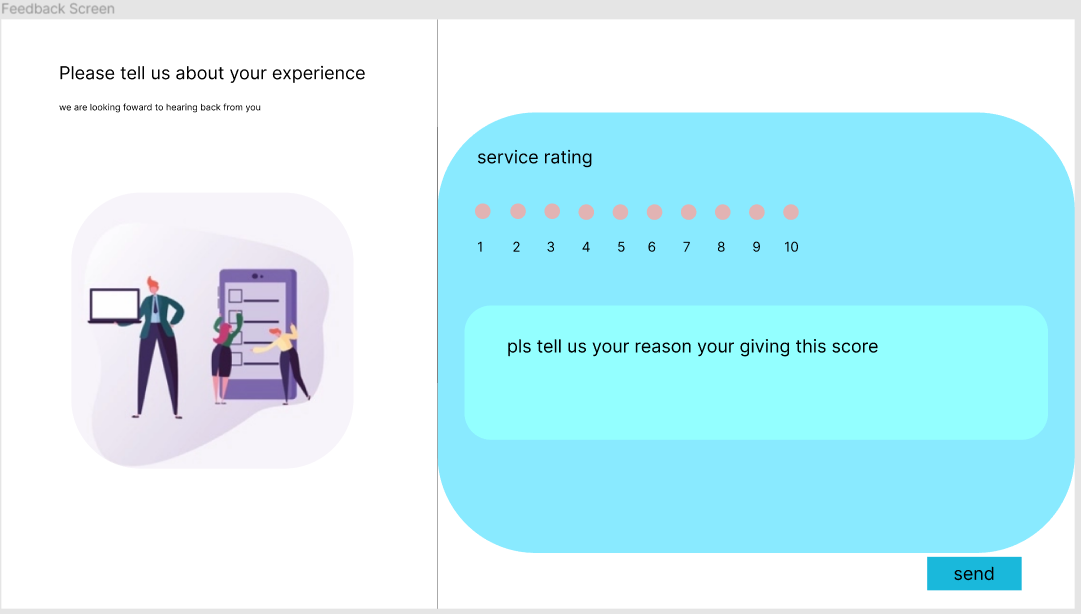 Feedback Screen
Please tell us about your experience
we are looking foward to hearing back from you
service rating
1 2 3 4 5 6 7 8 9 10
pls tell us your reason your giving this score
send